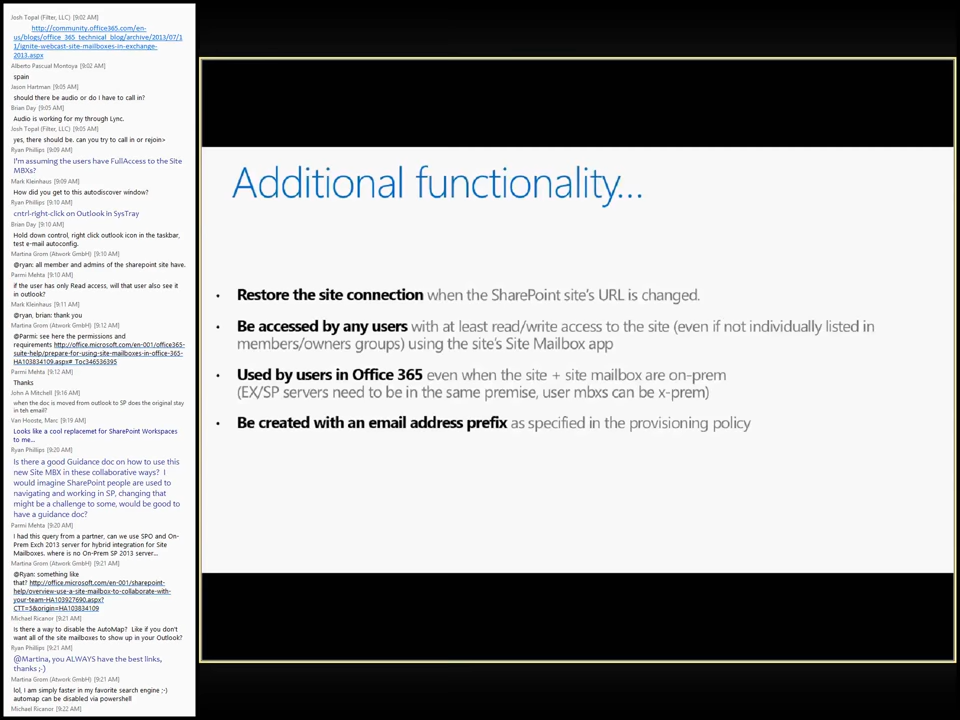 Josh Topal (Filter, LLC) [9:02 AM]
http://community.office365.com/en-
us/blogs/office_365_technical_blog/archive/2013/07/1
1/ignite-webcast-site-mailboxes-in-exchange-
2013.aspx
Alberto Pascual Montoya [9:02 AM]
spain
Jason Hartman [9:05 AM]
should there be audio or do I have to call in?
Brian Day [9:05 AM]
Audio is working for my through Lync.
Josh Topal (Filter, LLC) [9:05 AM]
yes, there should be. can you try to call in or rejoin>
Ryan Phillips [9:09 AM]
I'm assuming the users have FullAccess to the Site
MBXs?
Mark Kleinhaus [9:09 AM]
How did you get to this autodiscover window?
Ryan Phillips [9:10 AM]
cntrl-right-click on Outlook in SysTray
Brian Day [9:10 AM]
Hold down control, right click outlook icon in the taskbar,
test e-mail autoconfig.
Martina Grom (Atwork GmbH) [9:10 AM]
@ryan: all member and admins of the sharepoint site have.
Parmi Mehta [9:10 AM]
if the user has only Read access, will that user also see it
in outlook?
Mark Kleinhaus [9:11 AM]
@ryan, brian: thank you
Martina Grom (Atwork GmbH) [9:12 AM]
@Parmi: see here the permissions and
requirements http://office.microsoft.com/en-001/office365-
suite-help/prepare-for-using-site-mailboxes-in-office-365-
HA103834109.aspx#_Toc346536395
Parmi Mehta [9:12 AM]
Thanks
John A Mitchell [9:16 AM]
when the doc is moved from outlook to SP does the original stay
in teh email?
Van Hooste, Marc [9:19 AM]
Looks like a cool replacemet for SharePoint Workspaces
to me...
Ryan Phillips [9:20 AM]
Is there a good Guidance doc on how to use this
new Site MBX in these collaborative ways? I
would imagine SharePoint people are used to
navigating and working in SP, changing that
might be a challenge to some, would be good to
have a guidance doc?
Parmi Mehta [9:20 AM]
I had this query from a partner, can we use SPO and On-
Prem Exch 2013 server for hybrid integration for Site
Mailboxes. where is no On-Prem SP 2013 server...
Martina Grom (Atwork GmbH) [9:21 AM]
@Ryan: something like
that? http://office.microsoft.com/en-001/sharepoint-
help/overview-use-a-site-mailbox-to-collaborate-with-
your-team-HA103927690.aspx?
CTT=5&origin=HA103834109
Michael Ricanor [9:21 AM]
Is there a way to disable the AutoMap? Like if you don't
want all of the site mailboxes to show up in your Outlook?
Ryan Phillips [9:21 AM]
@Martina, you ALWAYS have the best links,
thanks ;-)
Martina Grom (Atwork GmbH) [9:21 AM]
lol, I am simply faster in my favorite search engine ;-)
automap can be disabled via powershell
Michael Ricanor [9:22 AM]
Additional functionality...
• Restore the site connection when the SharePoint site's URL is changed.
• Be accessed by any users with at least read/write access to the site (even if not individually listed in
members/owners groups) using the site's Site Mailbox app
• Used by users in Office 365 even when the site + site mailbox are on-prem
(EX/SP servers need to be in the same premise, user mbxs can be x-prem)
• Be created with an email address prefix as specified in the provisioning policy